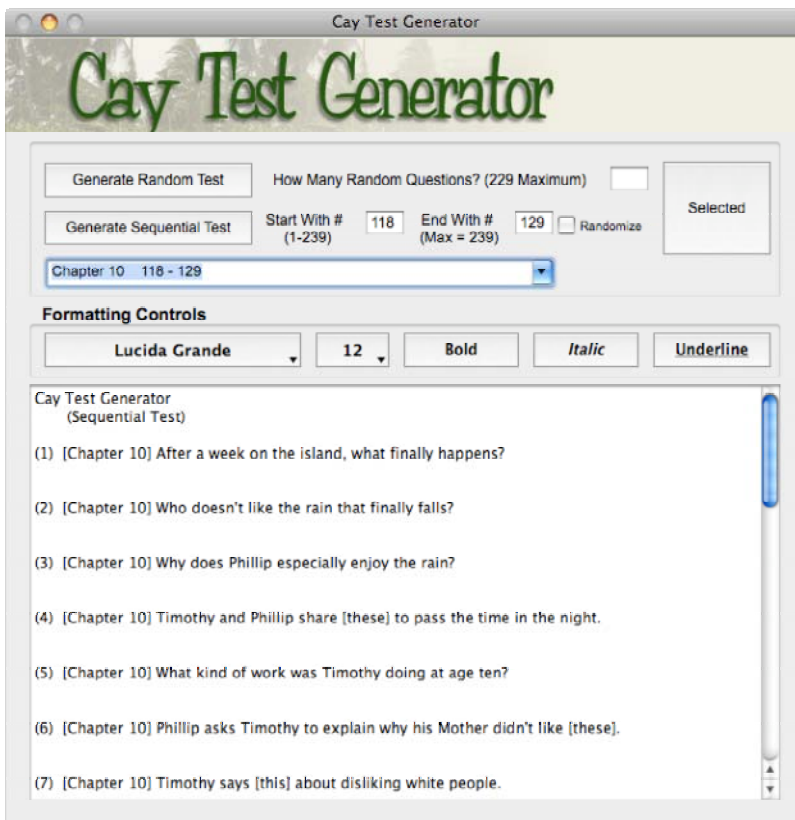 Cay Test Generator
Cay Test Generator
Generate Random Test How Many Random Questions? (229 Maximum)
Selected
Generate Sequential Test Start With # 118 End With # 129 Randomize
(1-239) (Max = 239)
Chapter 10 118 - 129
Formatting Controls
Lucida Grande 12 Bold Italic Underline
Cay Test Generator
(Sequential Test)
(1) [Chapter 10] After a week on the island, what finally happens?
(2) [Chapter 10] Who doesn't like the rain that finally falls?
(3) [Chapter 10] Why does Phillip especially enjoy the rain?
(4) [Chapter 10] Timothy and Phillip share [these] to pass the time in the night.
(5) [Chapter 10] What kind of work was Timothy doing at age ten?
(6) [Chapter 10] Phillip asks Timothy to explain why his Mother didn't like [these].
(7) [Chapter 10] Timothy says [this] about disliking white people.